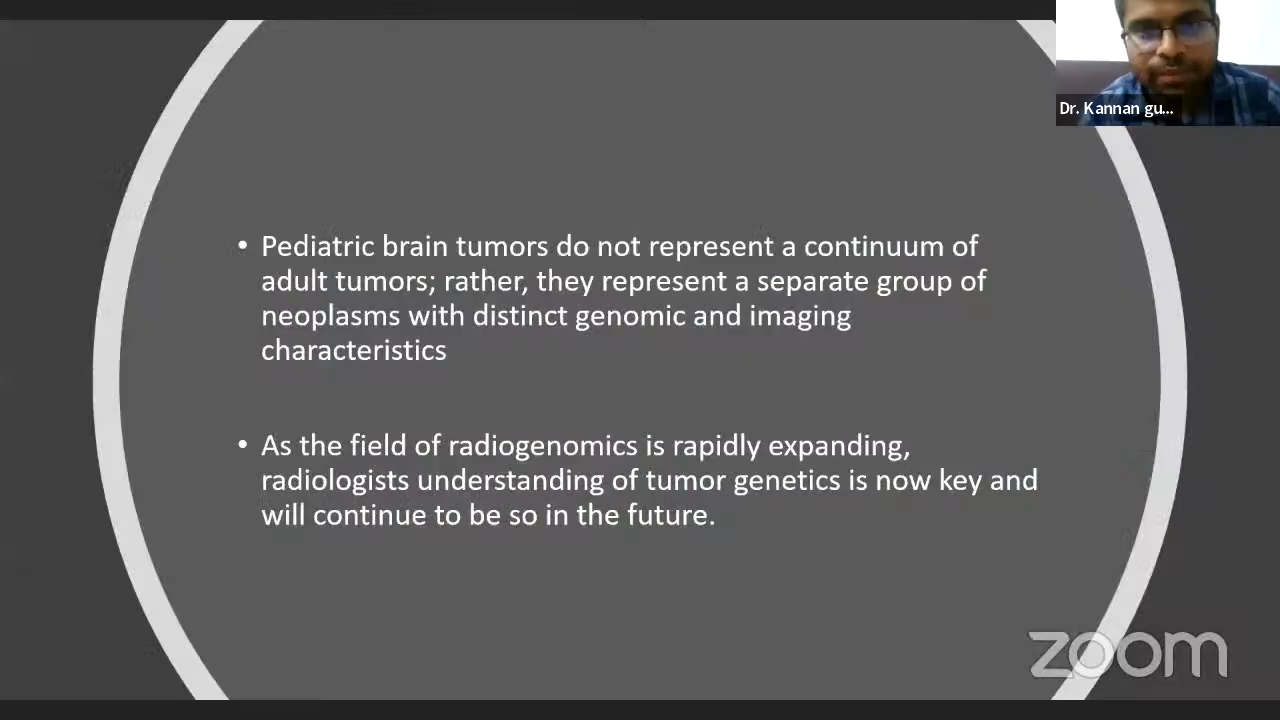 Dr. Kannan gu...
• Pediatric brain tumors do not represent a continuum of
adult tumors; rather, they represent a separate group of
neoplasms with distinct genomic and imaging
characteristics
• As the field of radiogenomics is rapidly expanding,
radiologists understanding of tumor genetics is now key and
will continue to be so in the future.
zoom